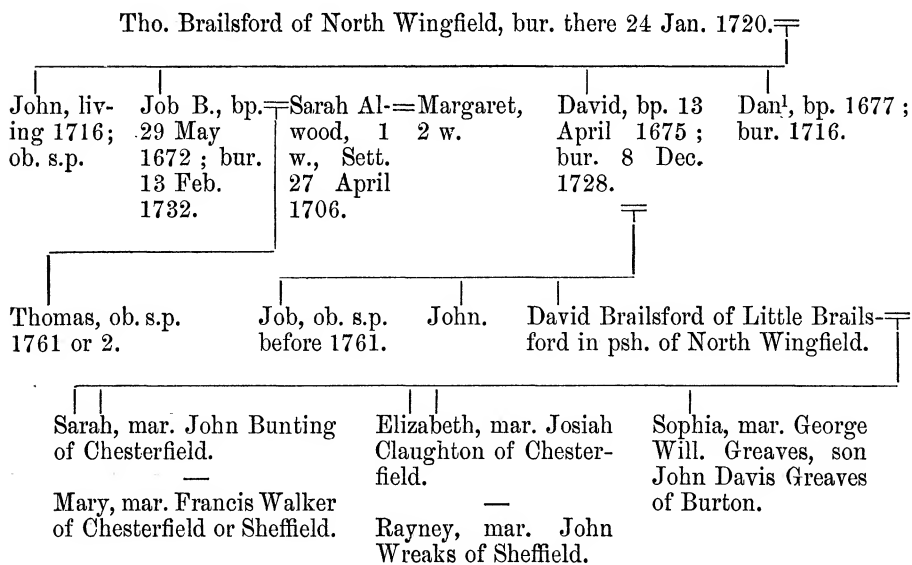 Tho. Brailsford of North Wingfield, bur. there 24 Jan. 1720.
John, liv-
ing 1716;
ob. s.p.
Job B., bp.
29 May
1672; bur.
13 Feb.
1732.
Sarah Al-
wood, 1
w., Sett.
27 April
1706.
Margaret,
2 w.
David, bp. 13
April 1675;
bur. 8 Dec.
1728.
Danl, bp. 1677;
bur. 1716.
Thomas, ob. s.p.
1761 or 2.
Job, ob. s.p.
before 1761.
John.
David Brailsford of Little Brails-
ford in psh. of North Wingfield.
Sarah, mar. John Bunting
of Chesterfield.
Mary, mar. Francis Walker
of Chesterfield or Sheffield.
Elizabeth, mar. Josiah
Claughton of Chester-
field.
Rayney, mar. John
Wreaks of Sheffield.
Sophia, mar. George
Will. Greaves, son
John Davis Greaves
of Burton.